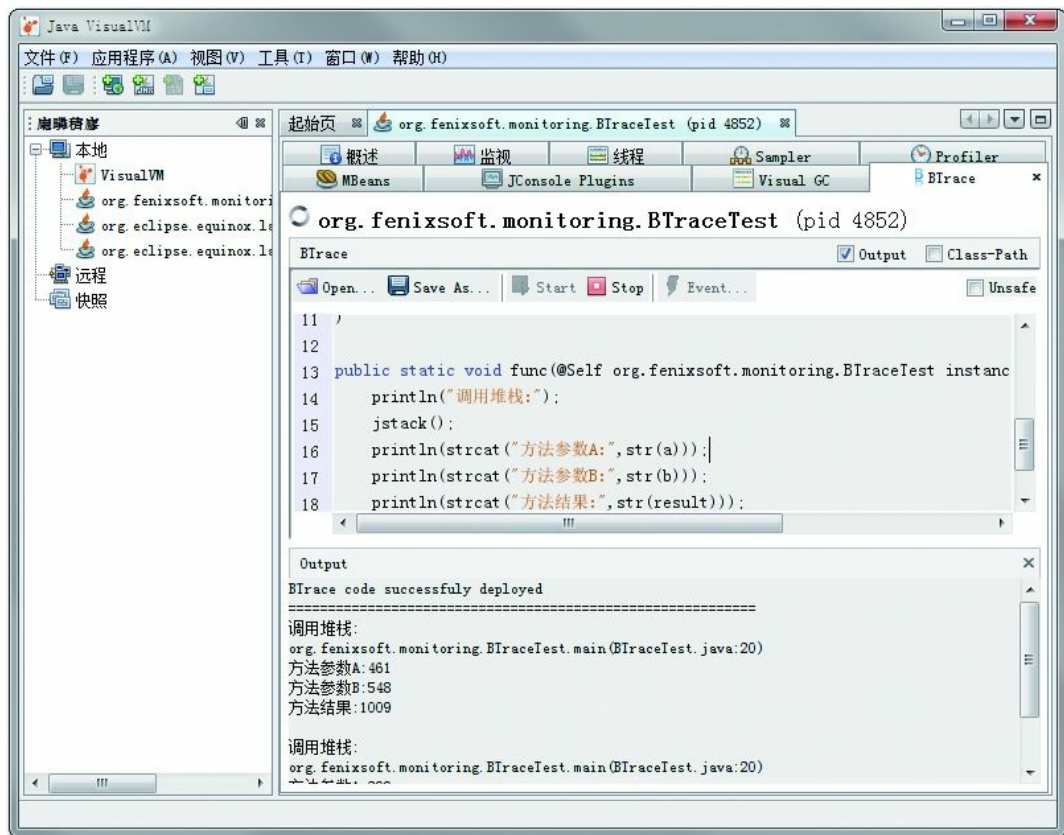 Java VisualVM
文件(F) 应用程序(A) 视图(V) 工具(T) 窗口(W) 帮助(H)
本地
VisualVM
org.fenixsoft.monitori
org.eclipse.equinox.la
org.eclipse.equinox.la
远程
快照
起始页 org.fenixsoft.monitoring.BTraceTest (pid 4852)
概述 监视 线程 Sampler Profiler
MBeans JConsole Plugins Visual GC BTrace
org.fenixsoft.monitoring.BTraceTest (pid 4852)
BTrace Output Class-Path
Open... Save As... Start Stop Event... Unsafe
11 }
12
13 public static void func(@Self org.fenixsoft.monitoring.BTraceTest instanc
14 println("调用堆栈:");
15 jstack();
16 println(strcat("方法参数A:",str(a)));
17 println(strcat("方法参数B:",str(b)));
18 println(strcat("方法结果:",str(result)));
Output
BTrace code successfuly deployed
===========================================================
调用堆栈:
org.fenixsoft.monitoring.BTraceTest.main(BTraceTest.java:20)
方法参数A:461
方法参数B:548
方法结果:1009
调用堆栈:
org.fenixsoft.monitoring.BTraceTest.main(BTraceTest.java:20)